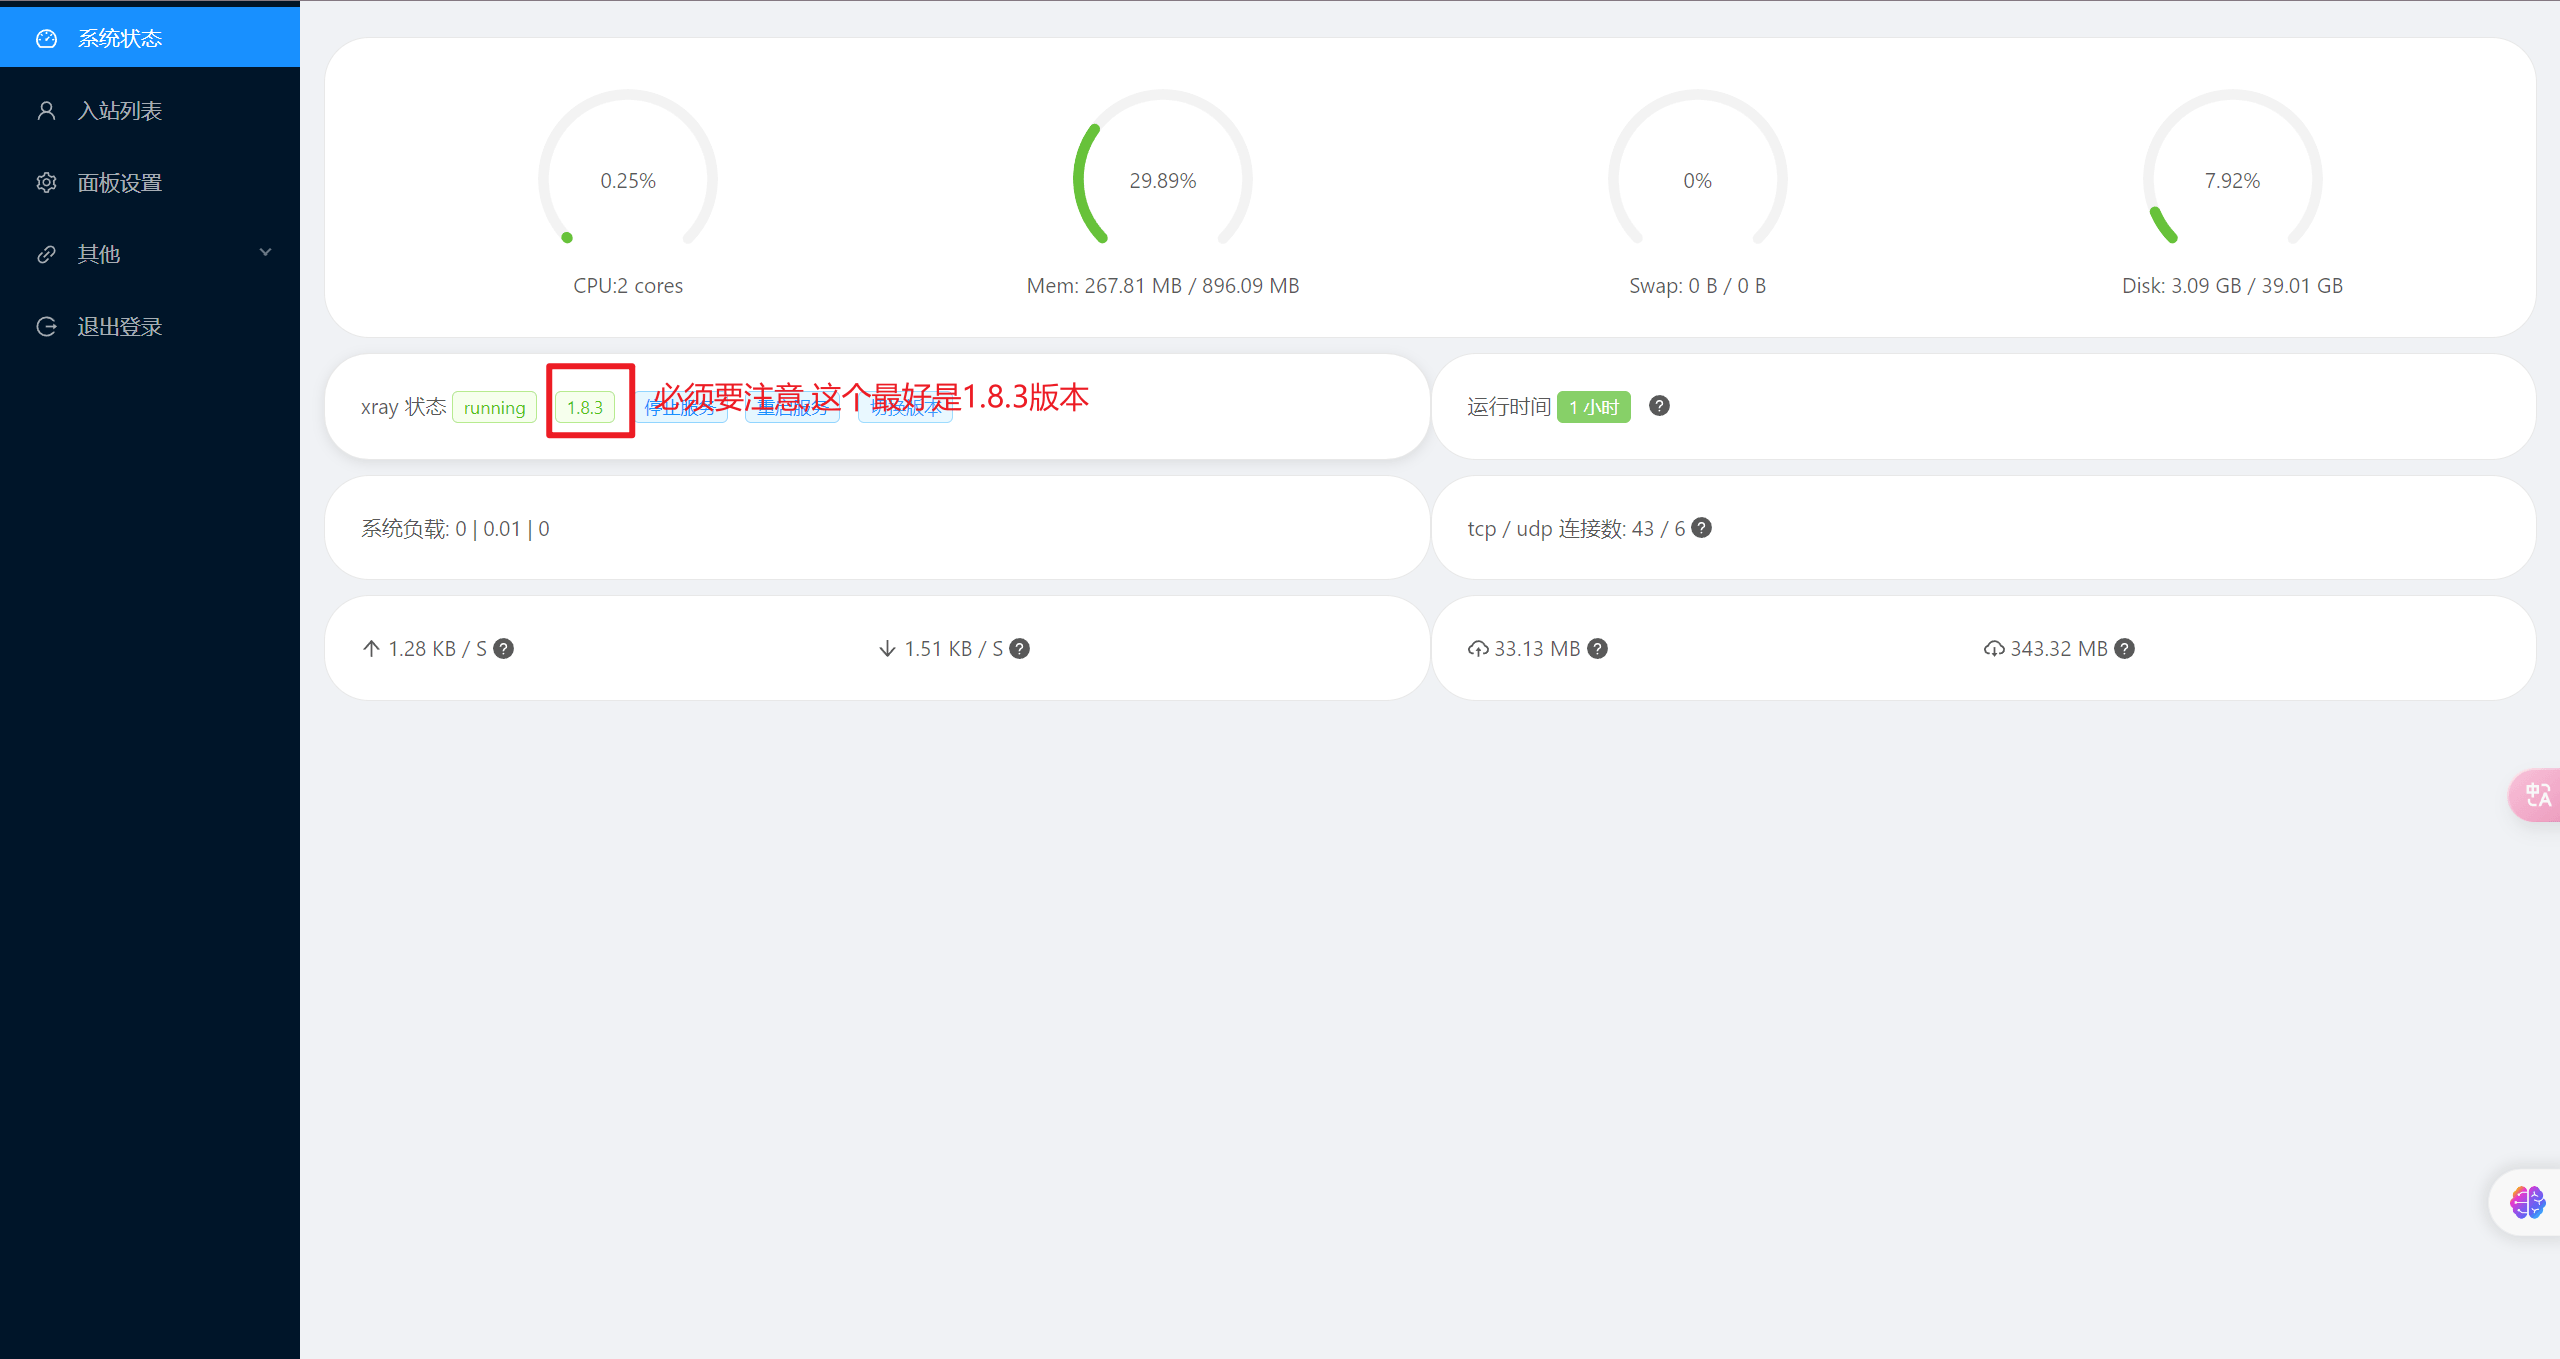 系统状态
入站列表
面板设置
其他
退出登录
0.25%
29.89%
0%
7.92%
CPU:2 cores
Mem: 267.81 MB / 896.09 MB
Swap: 0 B / 0 B
Disk: 3.09 GB / 39.01 GB
xray 状态 running 1.8.3 停止服务 重启服务 切换版本
必须要注意 这个最好是1.8.3版本
运行时间 1 小时
系统负载: 0 | 0.01 | 0
tcp / udp 连接数: 43 / 6
1.28 KB / S
1.51 KB / S
33.13 MB
343.32 MB
中A